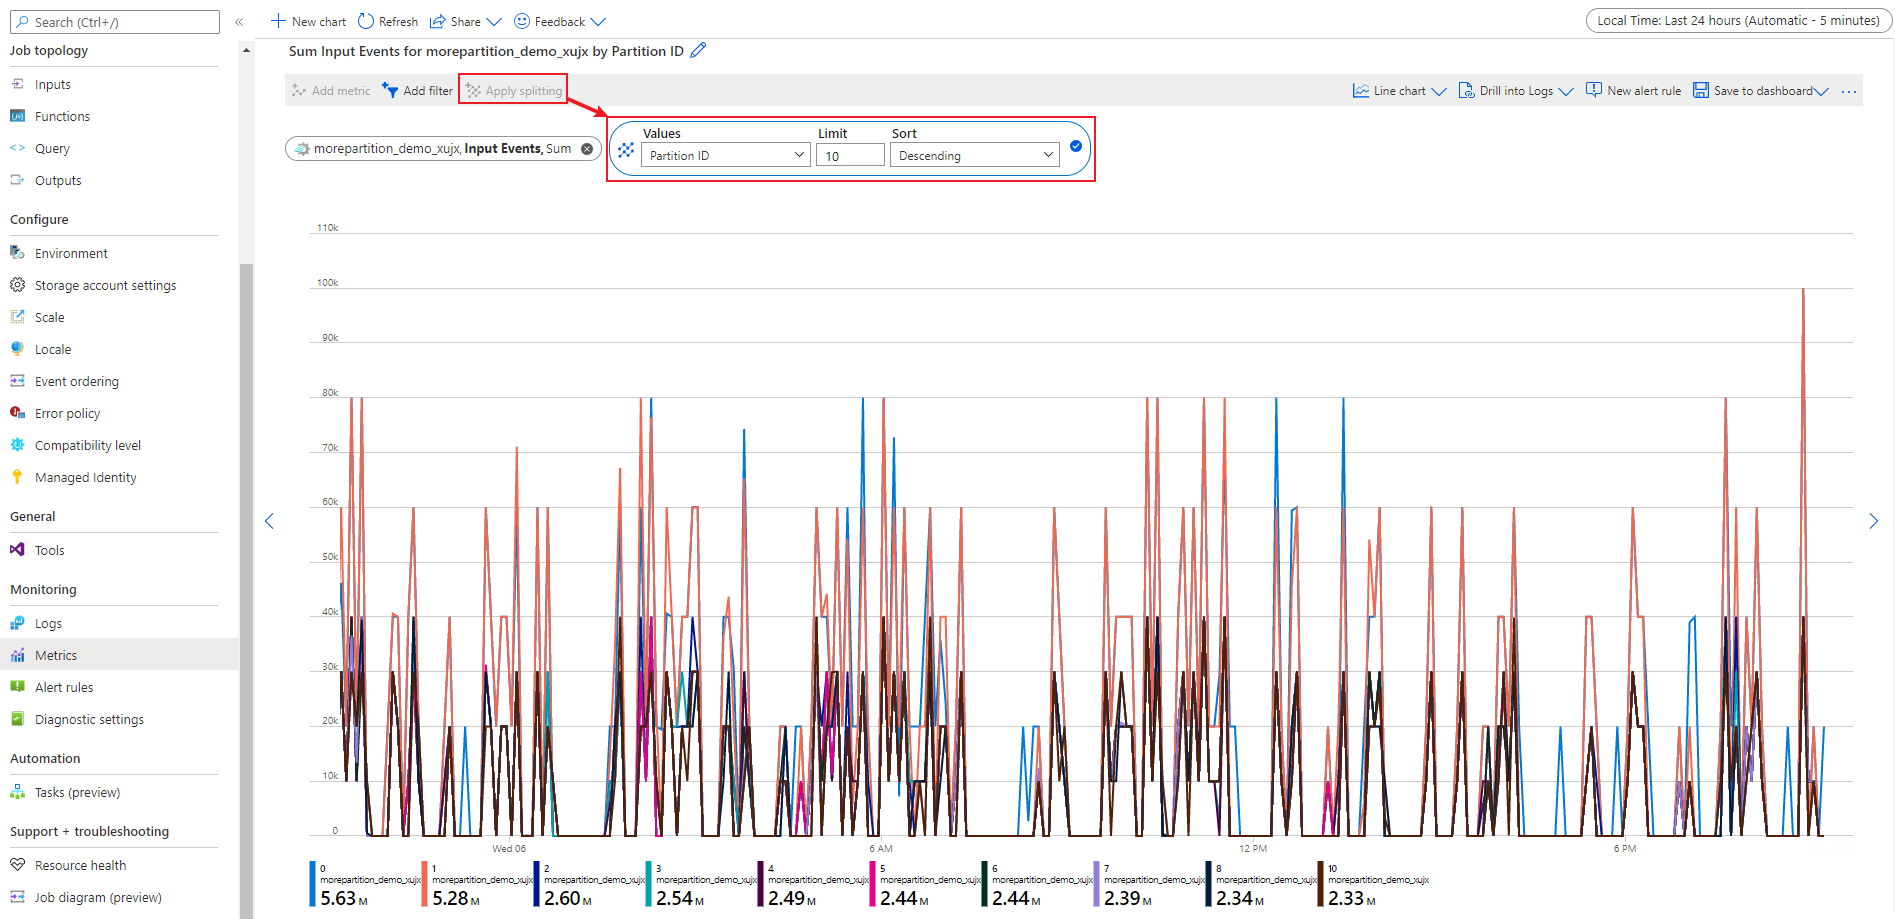 Search (Ctrl+/)
«
New chart
Refresh
Share
Feedback
Local Time: Last 24 hours (Automatic - 5 minutes)
Job topology
Inputs
Functions
Query
Outputs
Configure
Environment
Storage account settings
Scale
Locale
Event ordering
Error policy
Compatibility level
Managed Identity
General
Tools
Monitoring
Logs
Metrics
Alert rules
Diagnostic settings
Automation
Tasks (preview)
Support + troubleshooting
Resource health
Job diagram (preview)
Sum Input Events for morepartition_demo_xujx by Partition ID
Add metric
Add filter
Apply splitting
Line chart
Drill into Logs
New alert rule
Save to dashboard
...
morepartition_demo_xujx, Input Events, Sum
Values
Limit
Sort
Partition ID
10
Descending
110k
100k
90k
80k
70k
60k
50k
40k
30k
20k
10k
0
Wed 06
6 AM
12 PM
6 PM
0
morepartition_demo_xujx
5.63 M
1
morepartition_demo_xujx
5.28 M
2
morepartition_demo_xujx
2.60 M
3
morepartition_demo_xujx
2.54 M
4
morepartition_demo_xujx
2.49 M
5
morepartition_demo_xujx
2.44 M
6
morepartition_demo_xujx
2.44 M
7
morepartition_demo_xujx
2.39 M
8
morepartition_demo_xujx
2.34 M
10
morepartition_demo_xujx
2.33 M